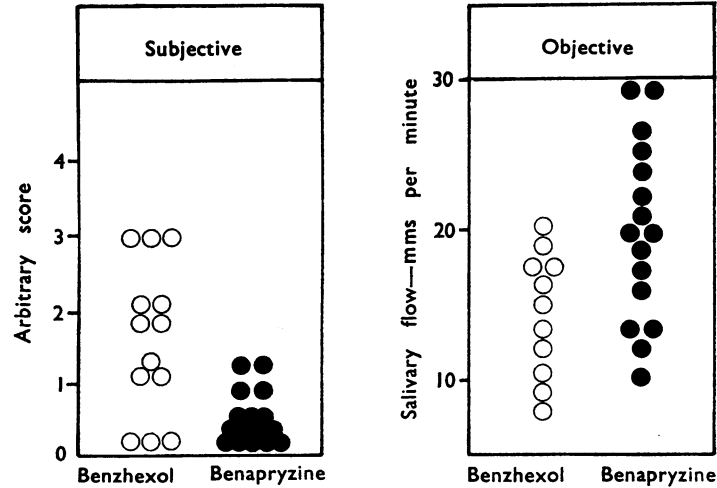 Subjective
Arbitrary score
4
3
2
1
0
Benzhexol Benapryzine
Objective
Salivary flow—mms per minute
30
20
10
Benzhexol Benapryzine